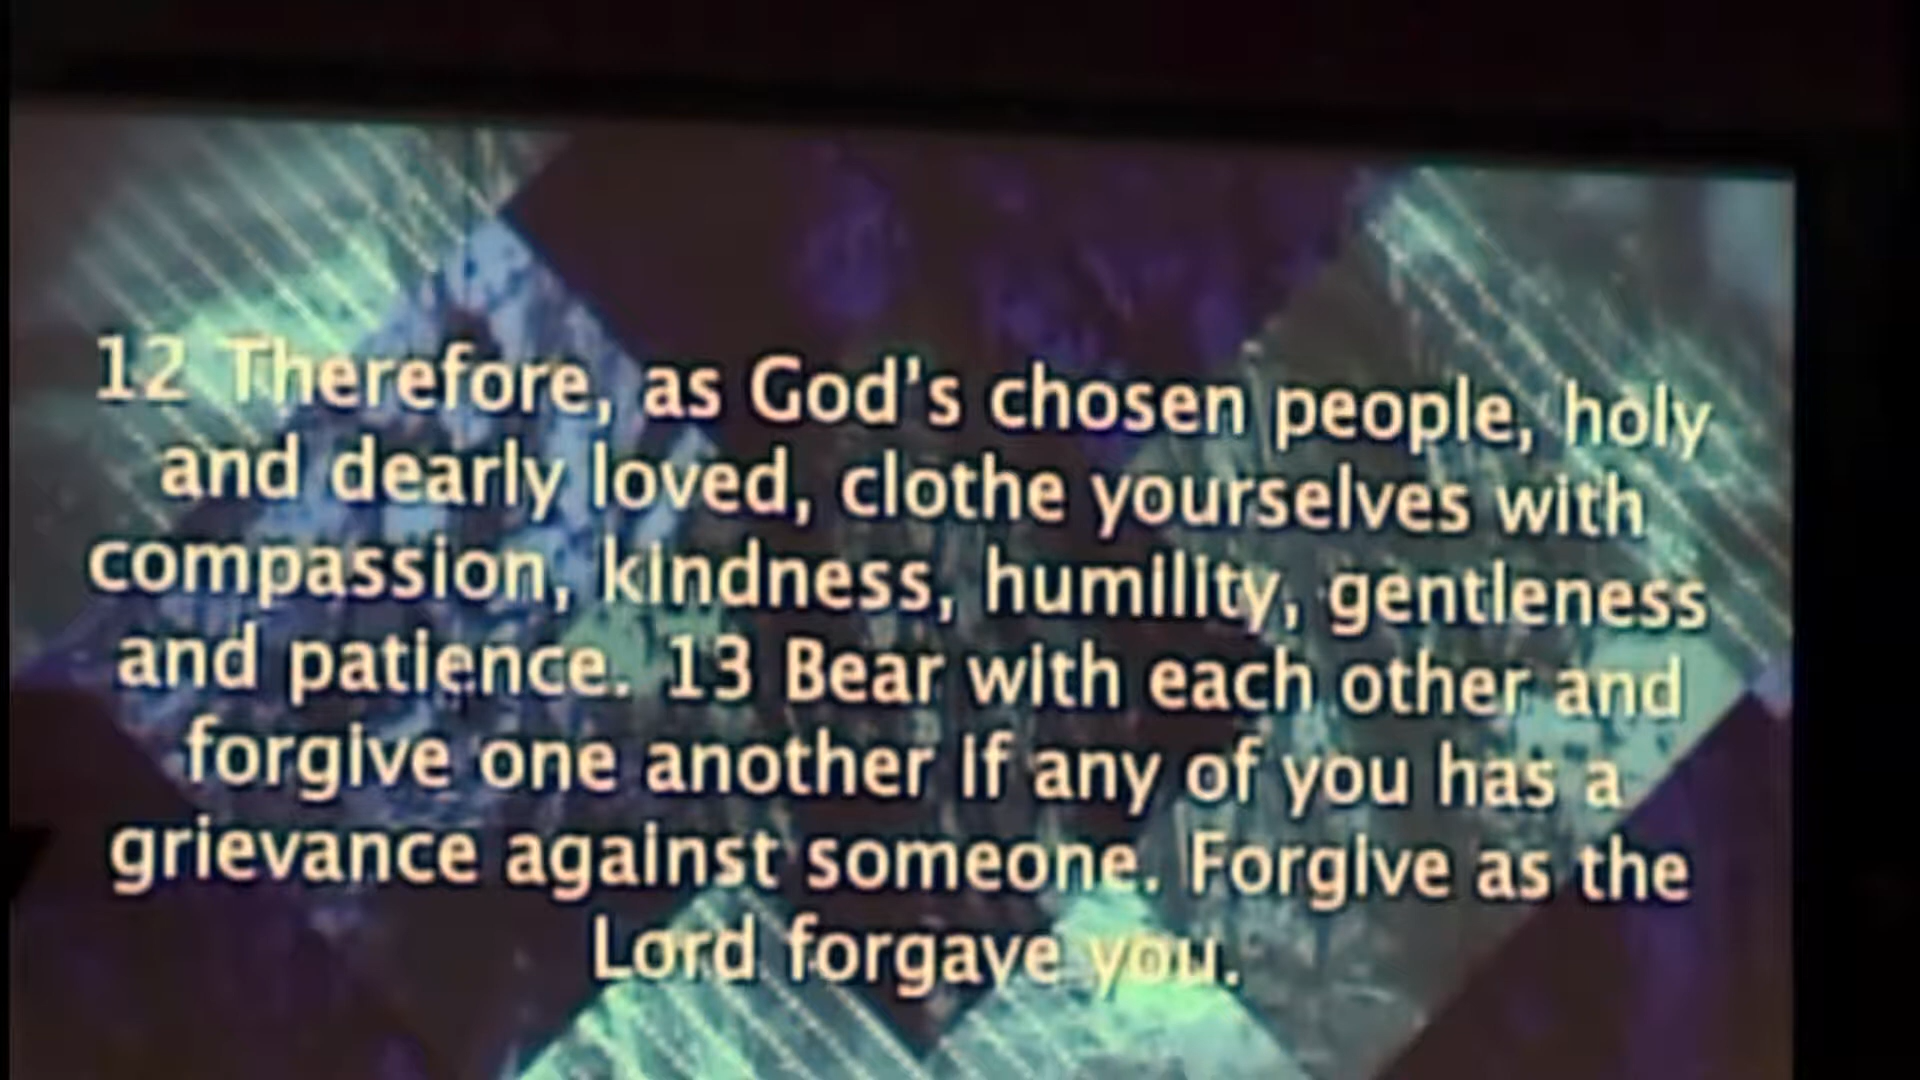 12 Therefore, as God's chosen people, holy
and dearly loved, clothe yourselves with
compassion, kindness, humility, gentleness
and patience. 13 Bear with each other and
forgive one another if any of you has a
grievance against someone. Forgive as the
Lord forgave you.